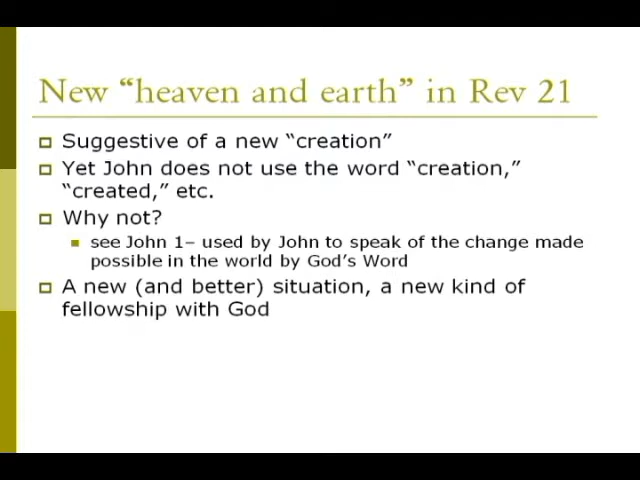 New “heaven and earth” in Rev 21
Suggestive of a new “creation”
Yet John does not use the word “creation,”
“created,” etc.
Why not?
see John 1– used by John to speak of the change made
possible in the world by God’s Word
A new (and better) situation, a new kind of
fellowship with God